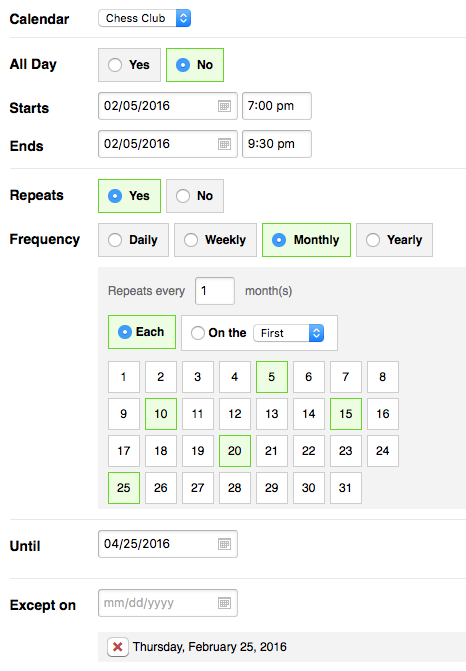 Calendar Chess Club
All Day Yes No
Starts 02/05/2016 7:00 pm
Ends 02/05/2016 9:30 pm
Repeats Yes No
Frequency Daily Weekly Monthly Yearly
Repeats every 1 month(s)
Each On the First
1 2 3 4 5 6 7 8
9 10 11 12 13 14 15 16
17 18 19 20 21 22 23 24
25 26 27 28 29 30 31
Until 04/25/2016
Except on mm/dd/yyyy
Thursday, February 25, 2016